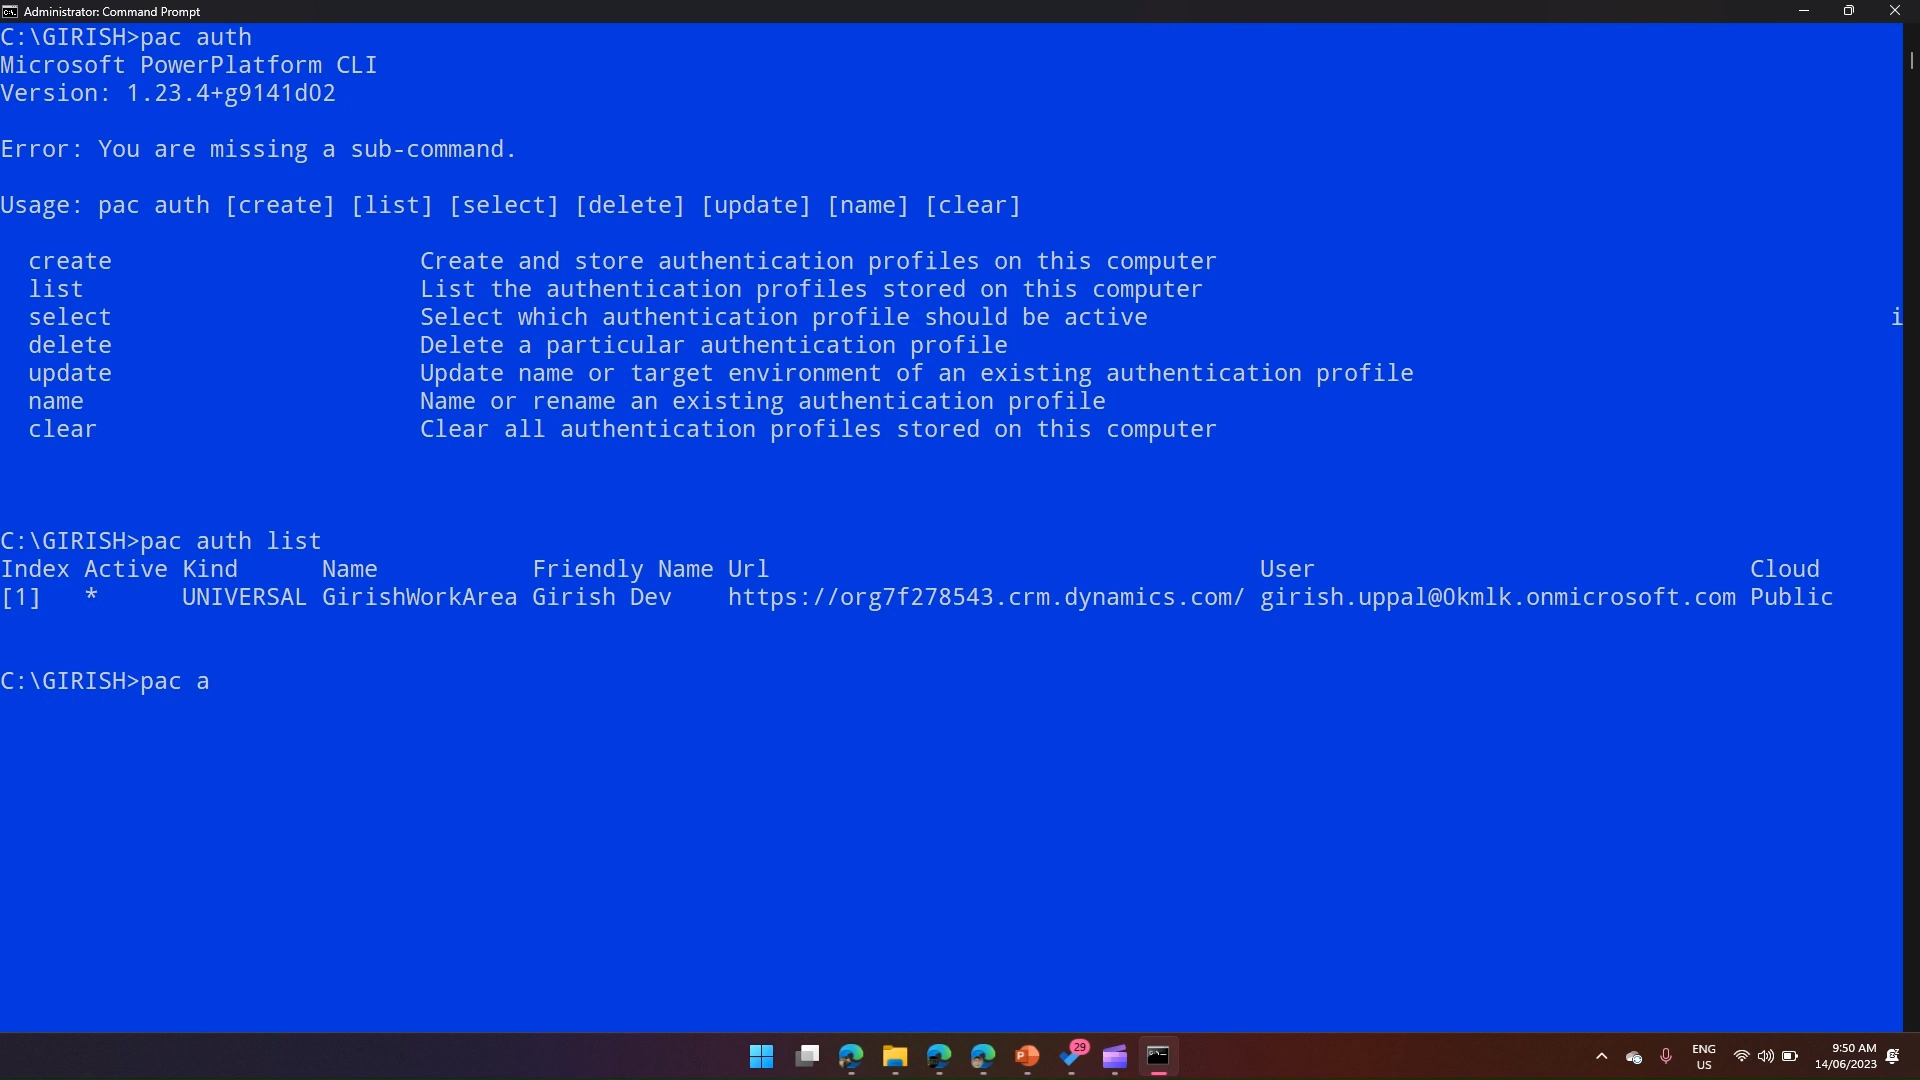 Administrator: Command Prompt
C:\GIRISH>pac auth
Microsoft PowerPlatform CLI
Version: 1.23.4+g9141d02
Error: You are missing a sub-command.
Usage: pac auth [create] [list] [select] [delete] [update] [name] [clear]
create Create and store authentication profiles on this computer
list List the authentication profiles stored on this computer
select Select which authentication profile should be active i
delete Delete a particular authentication profile
update Update name or target environment of an existing authentication profile
name Name or rename an existing authentication profile
clear Clear all authentication profiles stored on this computer
C:\GIRISH>pac auth list
Index Active Kind Name Friendly Name Url User Cloud
[1] * UNIVERSAL GirishWorkArea Girish Dev https://org7f278543.crm.dynamics.com/ girish.uppal@0kmlk.onmicrosoft.com Public
C:\GIRISH>pac a
29
ENG
US
9:50 AM
14/06/2023